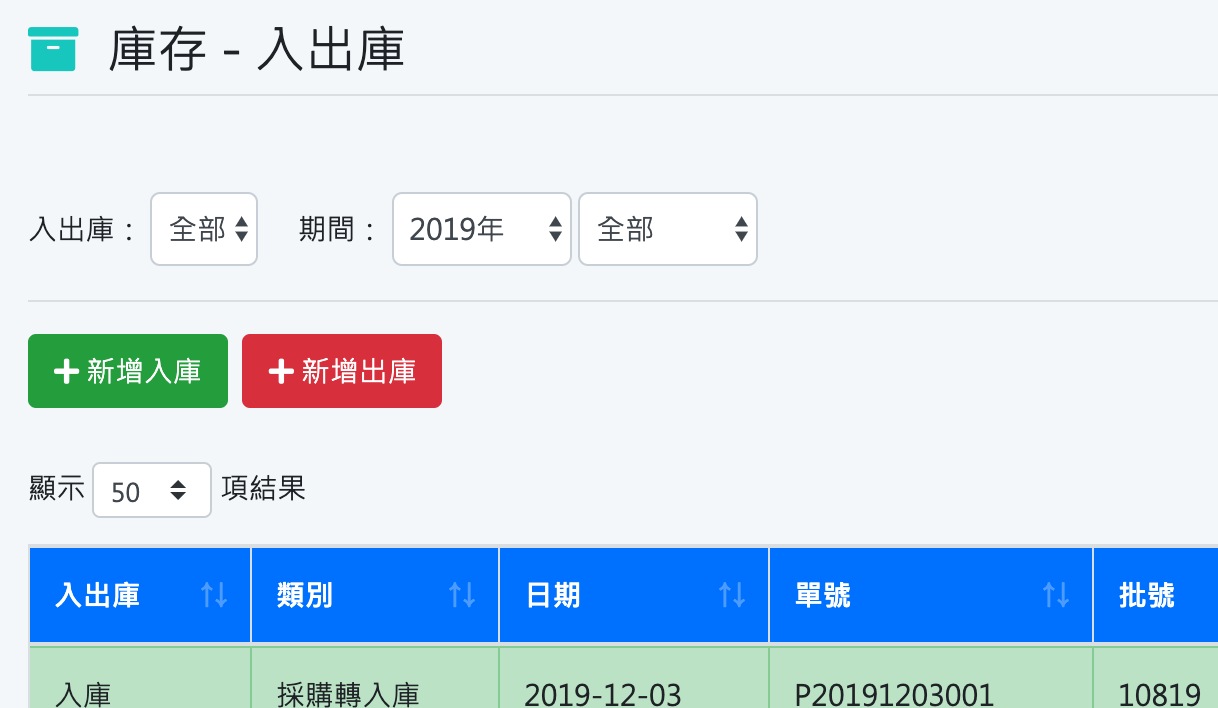 庫存 - 入出庫
入出庫： 全部 期間： 2019年 全部
新增入庫 新增出庫
顯示 50 項結果
入出庫 類別 日期 單號 批號
入庫 採購轉入庫 2019-12-03 P20191203001 10819